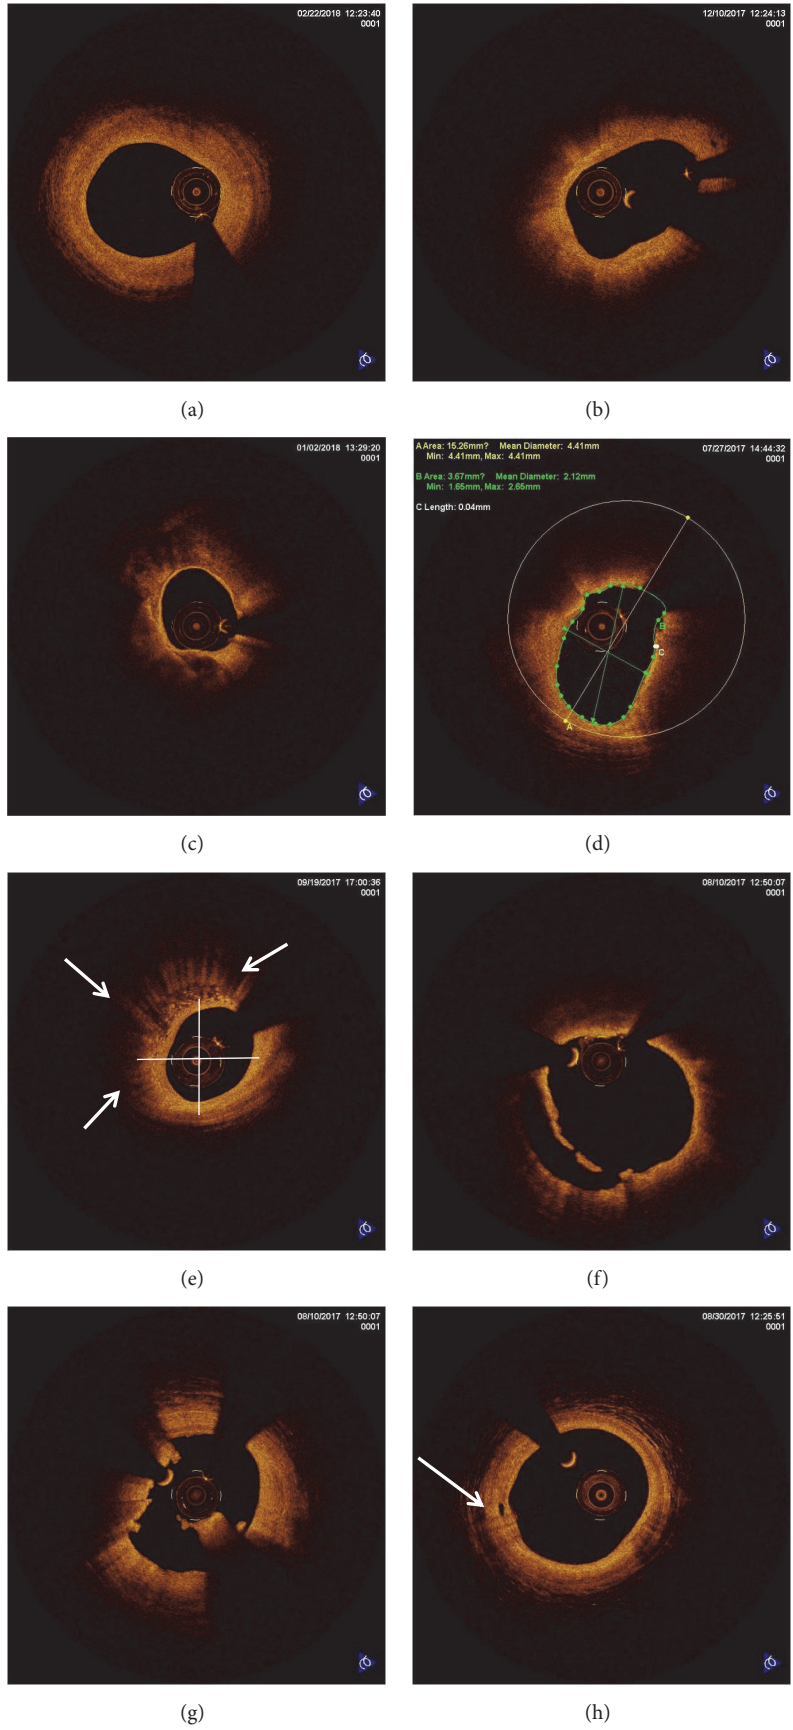 02/22/2018 12:23:40
0001
12/10/2017 12:24:13
0001
(a)
(b)
01/02/2018 13:29:20
0001
A Area: 15.26mm? Mean Diameter: 4.41mm
Min: 4.41mm, Max: 4.41mm
B Area: 3.67mm? Mean Diameter: 2.12mm
Min: 1.65mm, Max: 2.65mm
C Length: 0.04mm
07/27/2017 14:44:32
0001
B
C
A
(c)
(d)
09/19/2017 17:00:36
0001
08/10/2017 12:50:07
0001
(e)
(f)
08/10/2017 12:50:07
0001
08/30/2017 12:25:51
0001
(g)
(h)